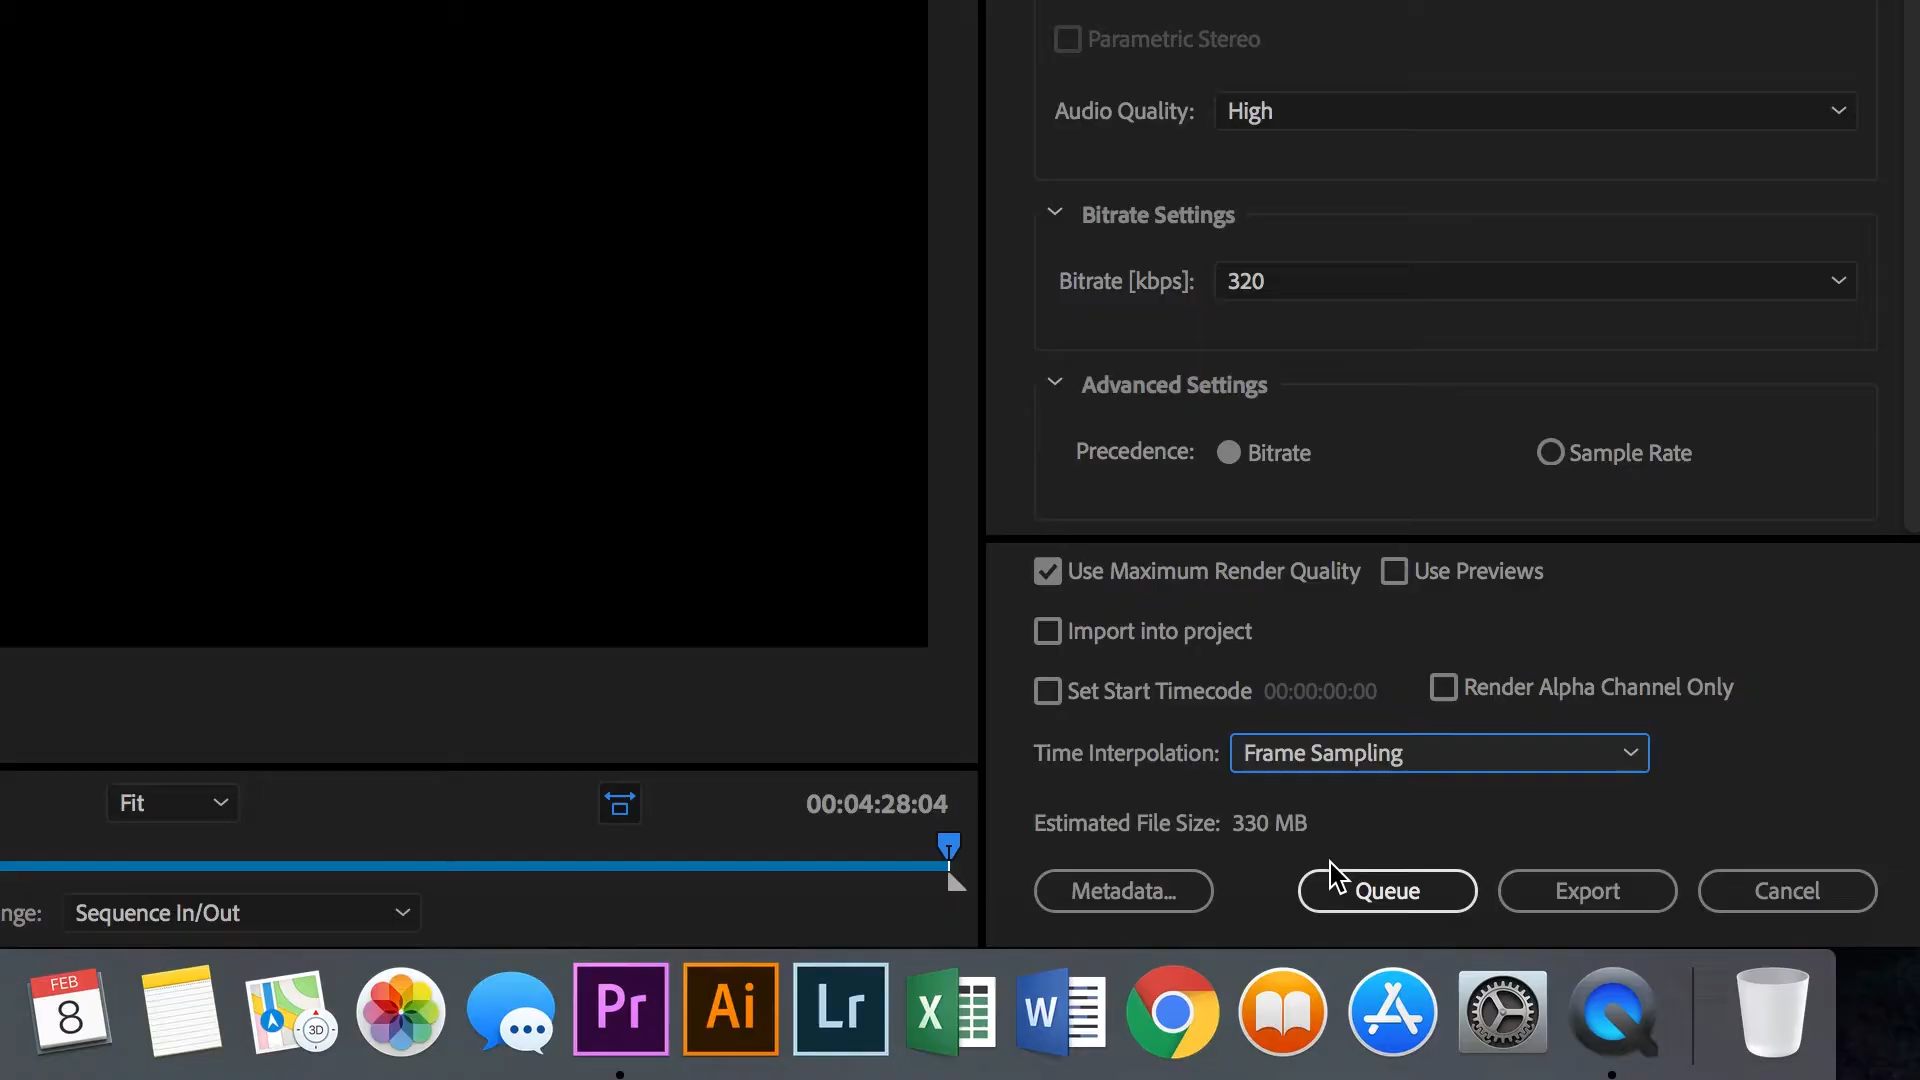 Parametric Stereo
Audio Quality: High
Bitrate Settings
Bitrate [kbps]: 320
Advanced Settings
Precedence: Bitrate Sample Rate
Use Maximum Render Quality Use Previews
Import into project
Set Start Timecode 00:00:00:00 Render Alpha Channel Only
Time Interpolation: Frame Sampling
Fit 00:04:28:04
Estimated File Size: 330 MB
Metadata... Queue Export Cancel
nge: Sequence In/Out
FEB
8
3D
Pr
Ai
Lr
X
W